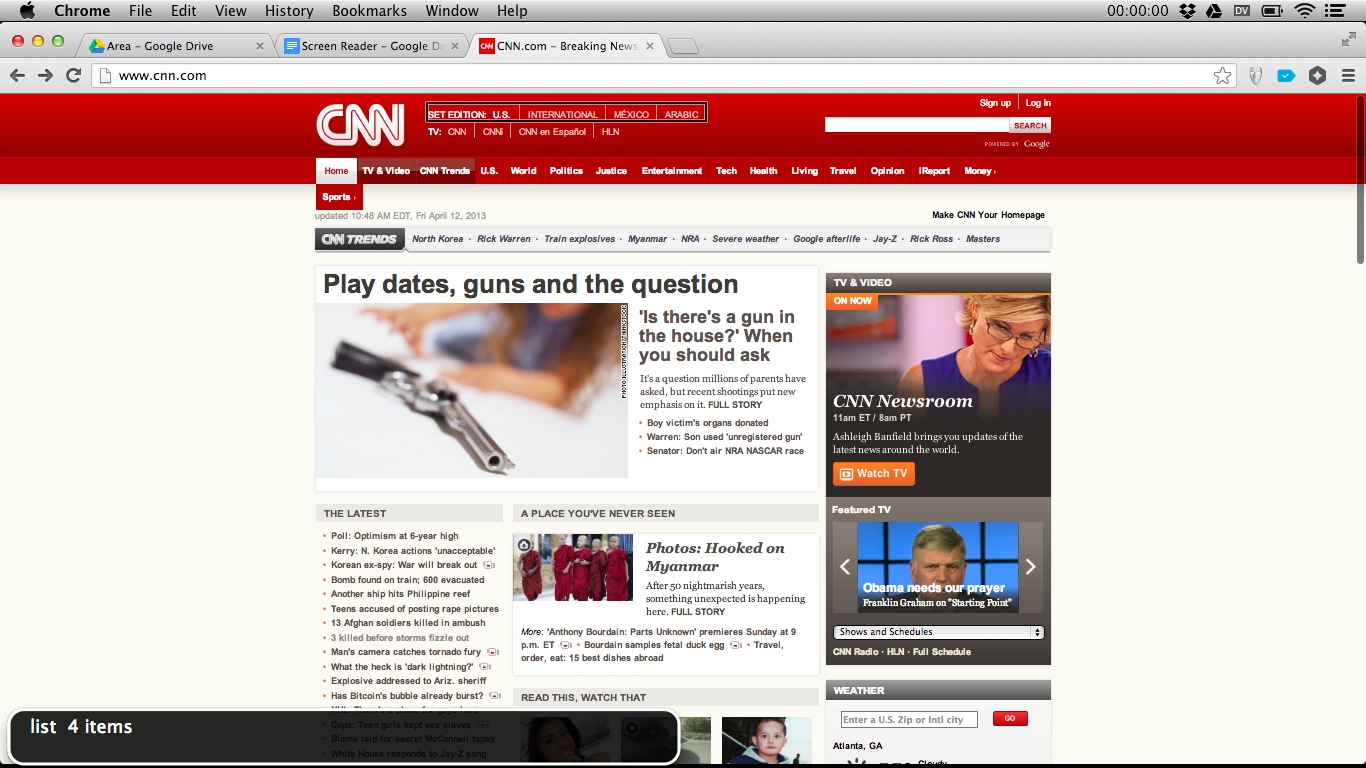 Chrome File Edit View History Bookmarks Window Help 00:00:00 DV
Area – Google Drive
Screen Reader – Google Dr
CNN.com – Breaking News
www.cnn.com
CNN
SET EDITION: U.S. INTERNATIONAL MÉXICO ARABIC
TV: CNN CNNi CNN en Español HLN
Sign up Log in
SEARCH
POWERED BY Google
Home TV & Video CNN Trends U.S. World Politics Justice Entertainment Tech Health Living Travel Opinion iReport Money ›
Sports ›
updated 10:48 AM EDT, Fri April 12, 2013
Make CNN Your Homepage
CNN TRENDS North Korea · Rick Warren · Train explosives · Myanmar · NRA · Severe weather · Google afterlife · Jay-Z · Rick Ross · Masters
Play dates, guns and the question
PHOTO ILLUSTRATION/THINKSTOCK
'Is there's a gun in
the house?' When
you should ask
It's a question millions of parents have
asked, but recent shootings put new
emphasis on it. FULL STORY
• Boy victim's organs donated
• Warren: Son used 'unregistered gun'
• Senator: Don't air NRA NASCAR race
THE LATEST
• Poll: Optimism at 6-year high
• Kerry: N. Korea actions 'unacceptable'
• Korean ex-spy: War will break out
• Bomb found on train; 600 evacuated
• Another ship hits Philippine reef
• Teens accused of posting rape pictures
• 13 Afghan soldiers killed in ambush
• 3 killed before storms fizzle out
• Man's camera catches tornado fury
• What the heck is 'dark lightning?'
• Explosive addressed to Ariz. sheriff
• Has Bitcoin's bubble already burst?
• Cops: Teen girls kept sex slaves
• Blame laid for secret McConnell tapes
• White House responds to Jay-Z song
A PLACE YOU'VE NEVER SEEN
Photos: Hooked on
Myanmar
After 50 nightmarish years,
something unexpected is happening
here. FULL STORY
More: 'Anthony Bourdain: Parts Unknown' premieres Sunday at 9
p.m. ET • Bourdain samples fetal duck egg • Travel,
order, eat: 15 best dishes abroad
READ THIS, WATCH THAT
TV & VIDEO
ON NOW
CNN Newsroom
11am ET / 8am PT
Ashleigh Banfield brings you updates of the
latest news around the world.
Watch TV
Featured TV
Obama needs our prayer
Franklin Graham on "Starting Point"
Shows and Schedules
CNN Radio · HLN · Full Schedule
WEATHER
Enter a U.S. Zip or Intl city GO
Atlanta, GA
Cloudy
list 4 items